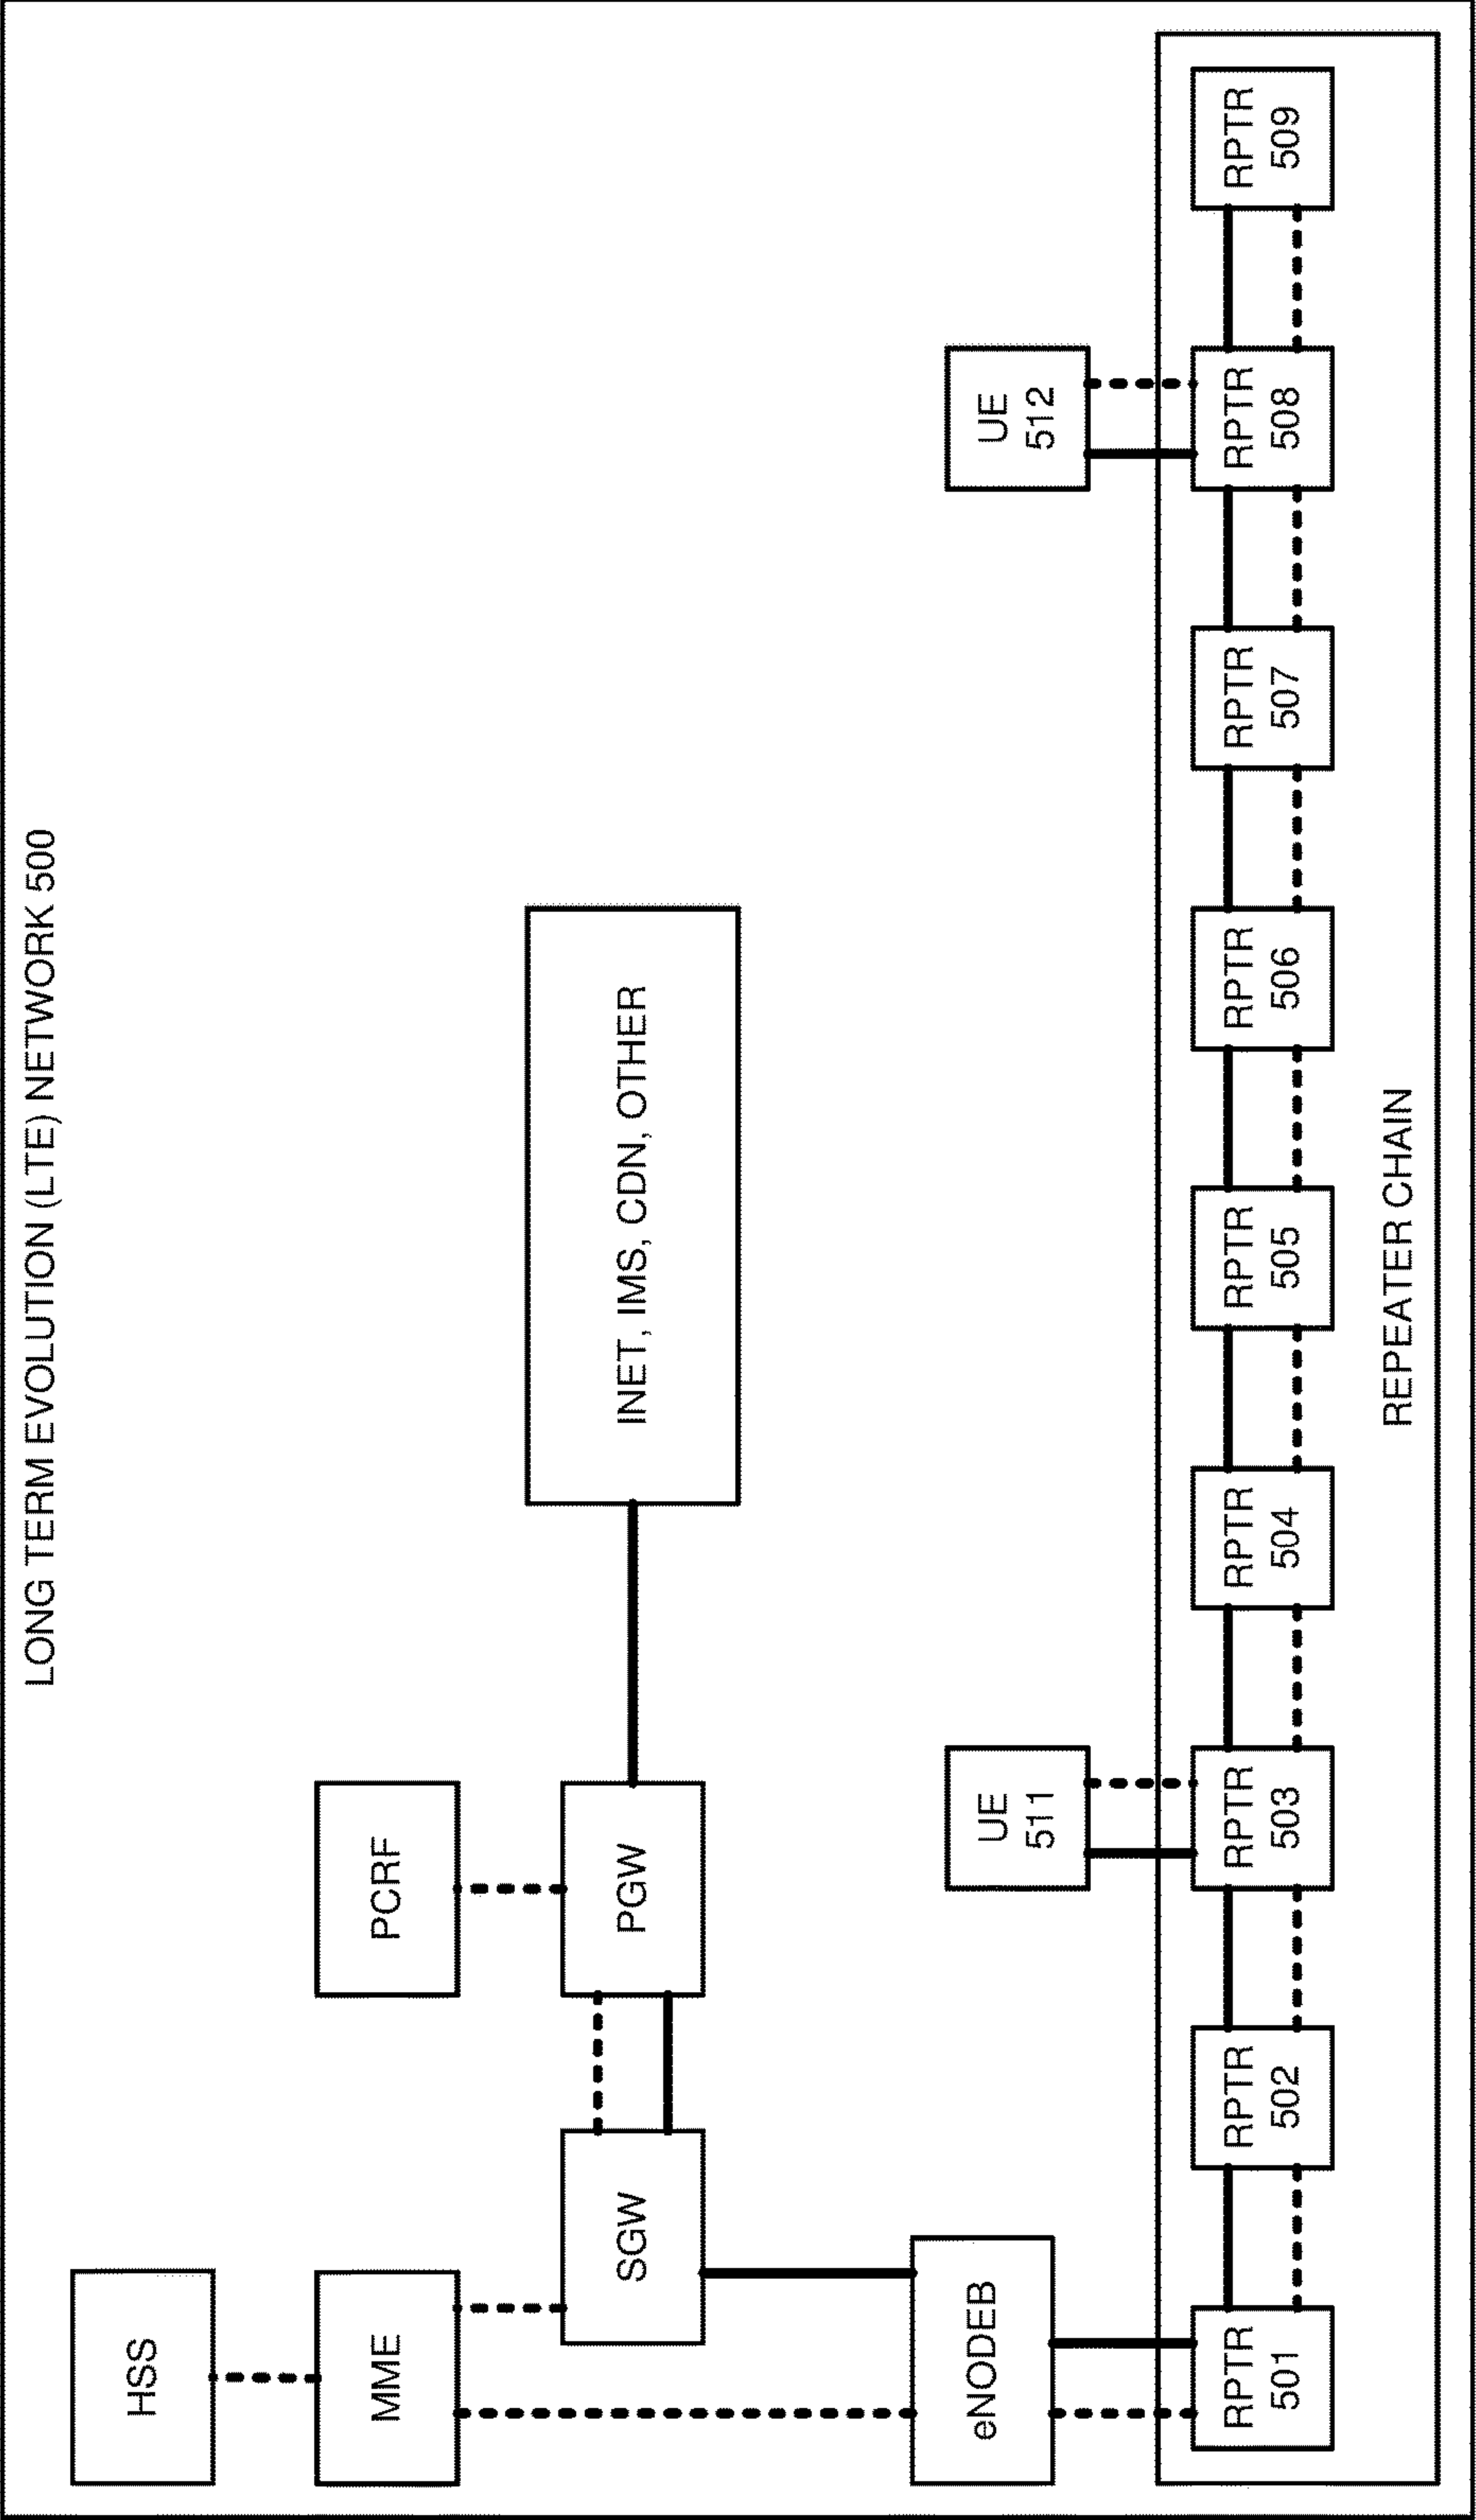 LONG TERM EVOLUTION (LTE) NETWORK 500
HSS
MME
PCRF
SGW
PGW
INET, IMS, CDN, OTHER
eNODEB
UE
511
UE
512
RPTR
501
RPTR
502
RPTR
503
RPTR
504
RPTR
505
RPTR
506
RPTR
507
RPTR
508
RPTR
509
REPEATER CHAIN